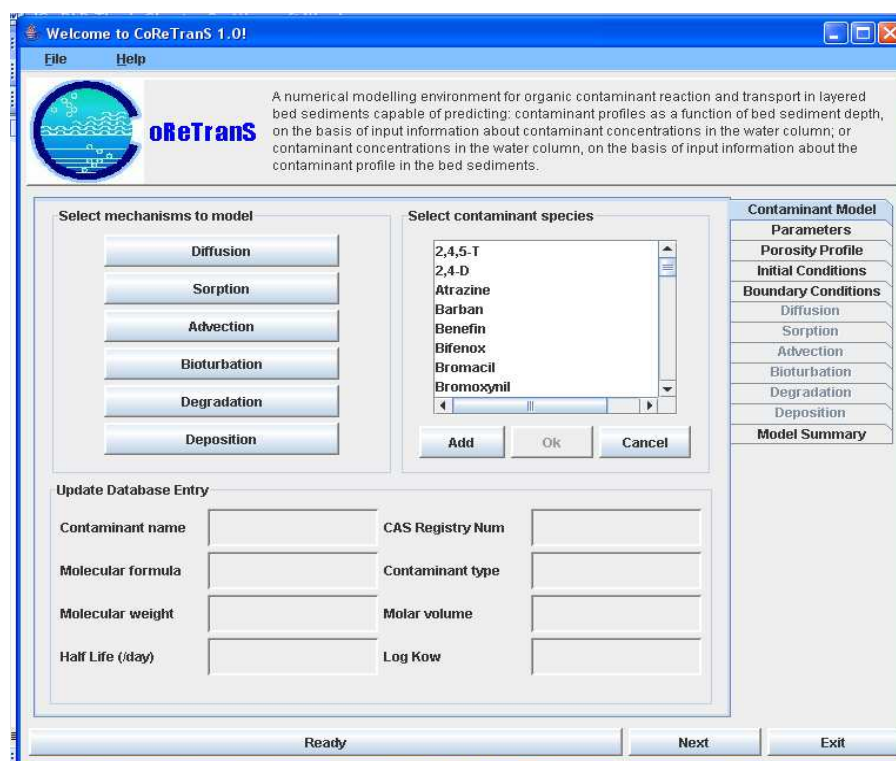 Welcome to CoReTranS 1.0!
File Help
oReTranS
A numerical modelling environment for organic contaminant reaction and transport in layered
bed sediments capable of predicting: contaminant profiles as a function of bed sediment depth,
on the basis of input information about contaminant concentrations in the water column; or
contaminant concentrations in the water column, on the basis of input information about the
contaminant profile in the bed sediments.
Select mechanisms to model
Diffusion
Sorption
Advection
Bioturbation
Degradation
Deposition
Select contaminant species
2,4,5-T
2,4-D
Atrazine
Barban
Benefin
Bifenox
Bromacil
Bromoxynil
Add Ok Cancel
Contaminant Model
Parameters
Porosity Profile
Initial Conditions
Boundary Conditions
Diffusion
Sorption
Advection
Bioturbation
Degradation
Deposition
Model Summary
Update Database Entry
Contaminant name CAS Registry Num
Molecular formula Contaminant type
Molecular weight Molar volume
Half Life (/day) Log Kow
Ready Next Exit